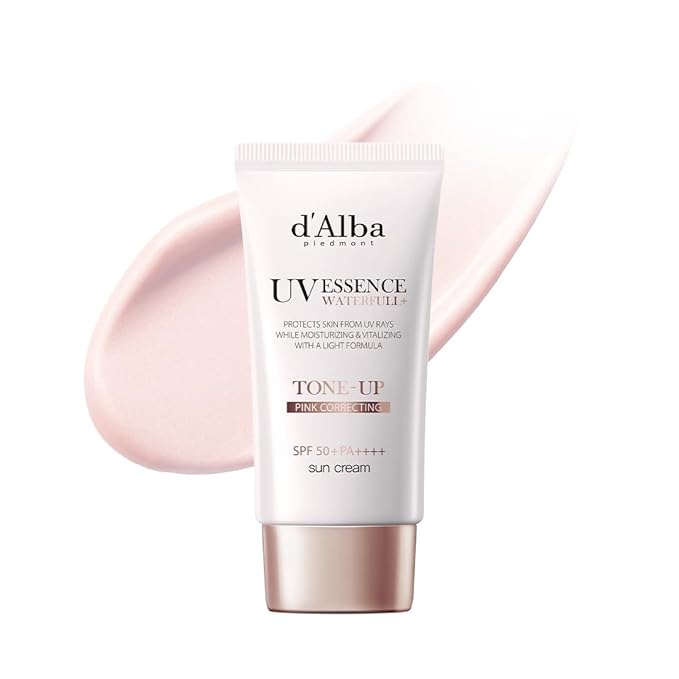 d'Alba
piedmont
UV ESSENCE
WATERFULL+
PROTECTS SKIN FROM UV RAYS
WHILE MOISTURIZING & VITALIZING
WITH A LIGHT FORMULA
TONE-UP
PINK CORRECTING
SPF 50+PA++++
sun cream